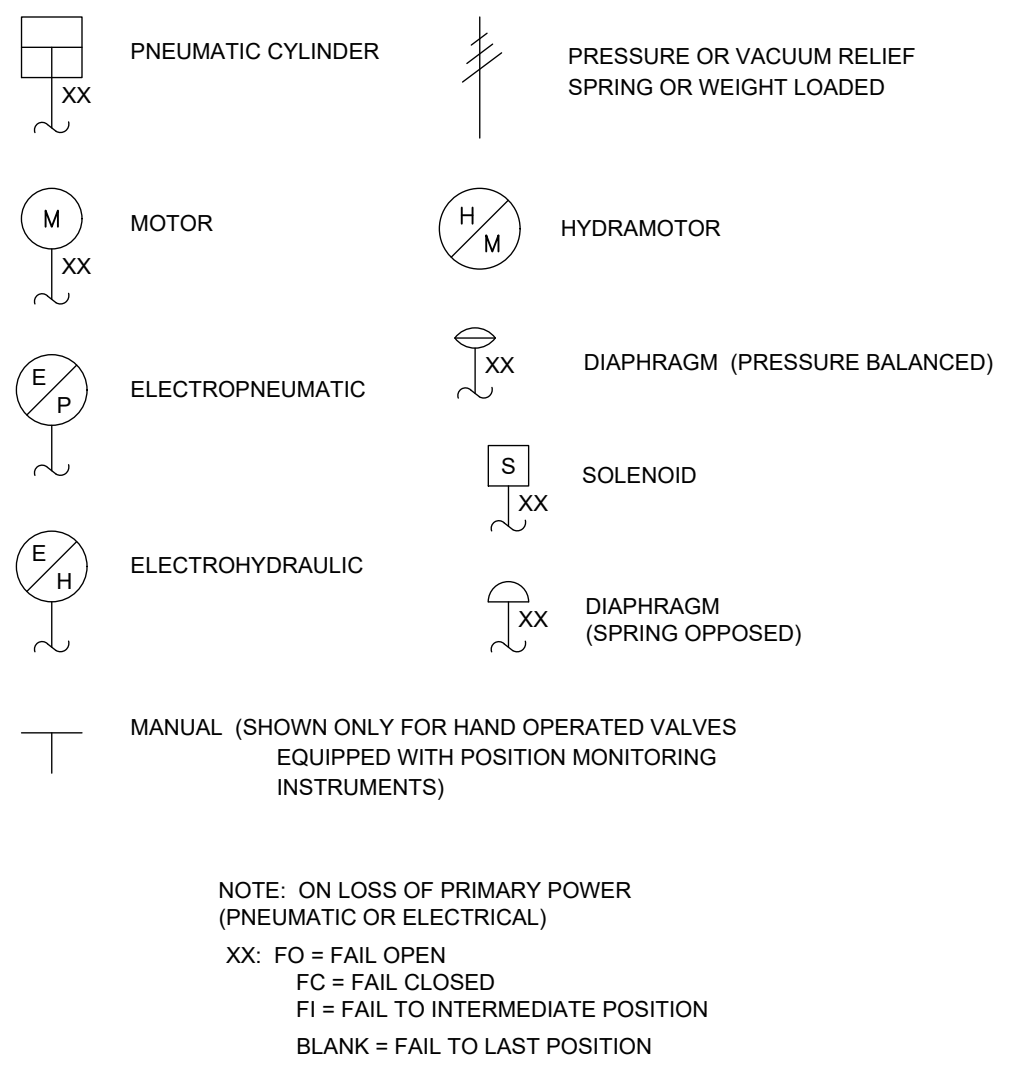 PNEUMATIC CYLINDER
XX
PRESSURE OR VACUUM RELIEF
SPRING OR WEIGHT LOADED
M
MOTOR
XX
H
M
HYDRAMOTOR
E
P
ELECTROPNEUMATIC
XX
DIAPHRAGM (PRESSURE BALANCED)
S
SOLENOID
XX
E
H
ELECTROHYDRAULIC
XX
DIAPHRAGM
(SPRING OPPOSED)
MANUAL (SHOWN ONLY FOR HAND OPERATED VALVES
EQUIPPED WITH POSITION MONITORING
INSTRUMENTS)
NOTE: ON LOSS OF PRIMARY POWER
(PNEUMATIC OR ELECTRICAL)
XX: FO = FAIL OPEN
FC = FAIL CLOSED
FI = FAIL TO INTERMEDIATE POSITION
BLANK = FAIL TO LAST POSITION